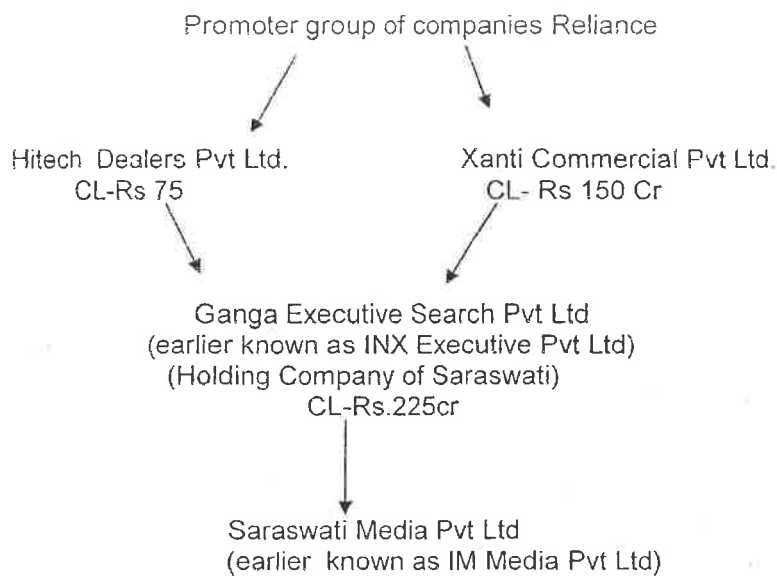 Promoter group of companies Reliance
Hitech Dealers Pvt Ltd.
CL-Rs 75
Xanti Commercial Pvt Ltd.
CL- Rs 150 Cr
Ganga Executive Search Pvt Ltd
(earlier known as INX Executive Pvt Ltd)
(Holding Company of Saraswati)
CL-Rs.225cr
Saraswati Media Pvt Ltd
(earlier known as IM Media Pvt Ltd)